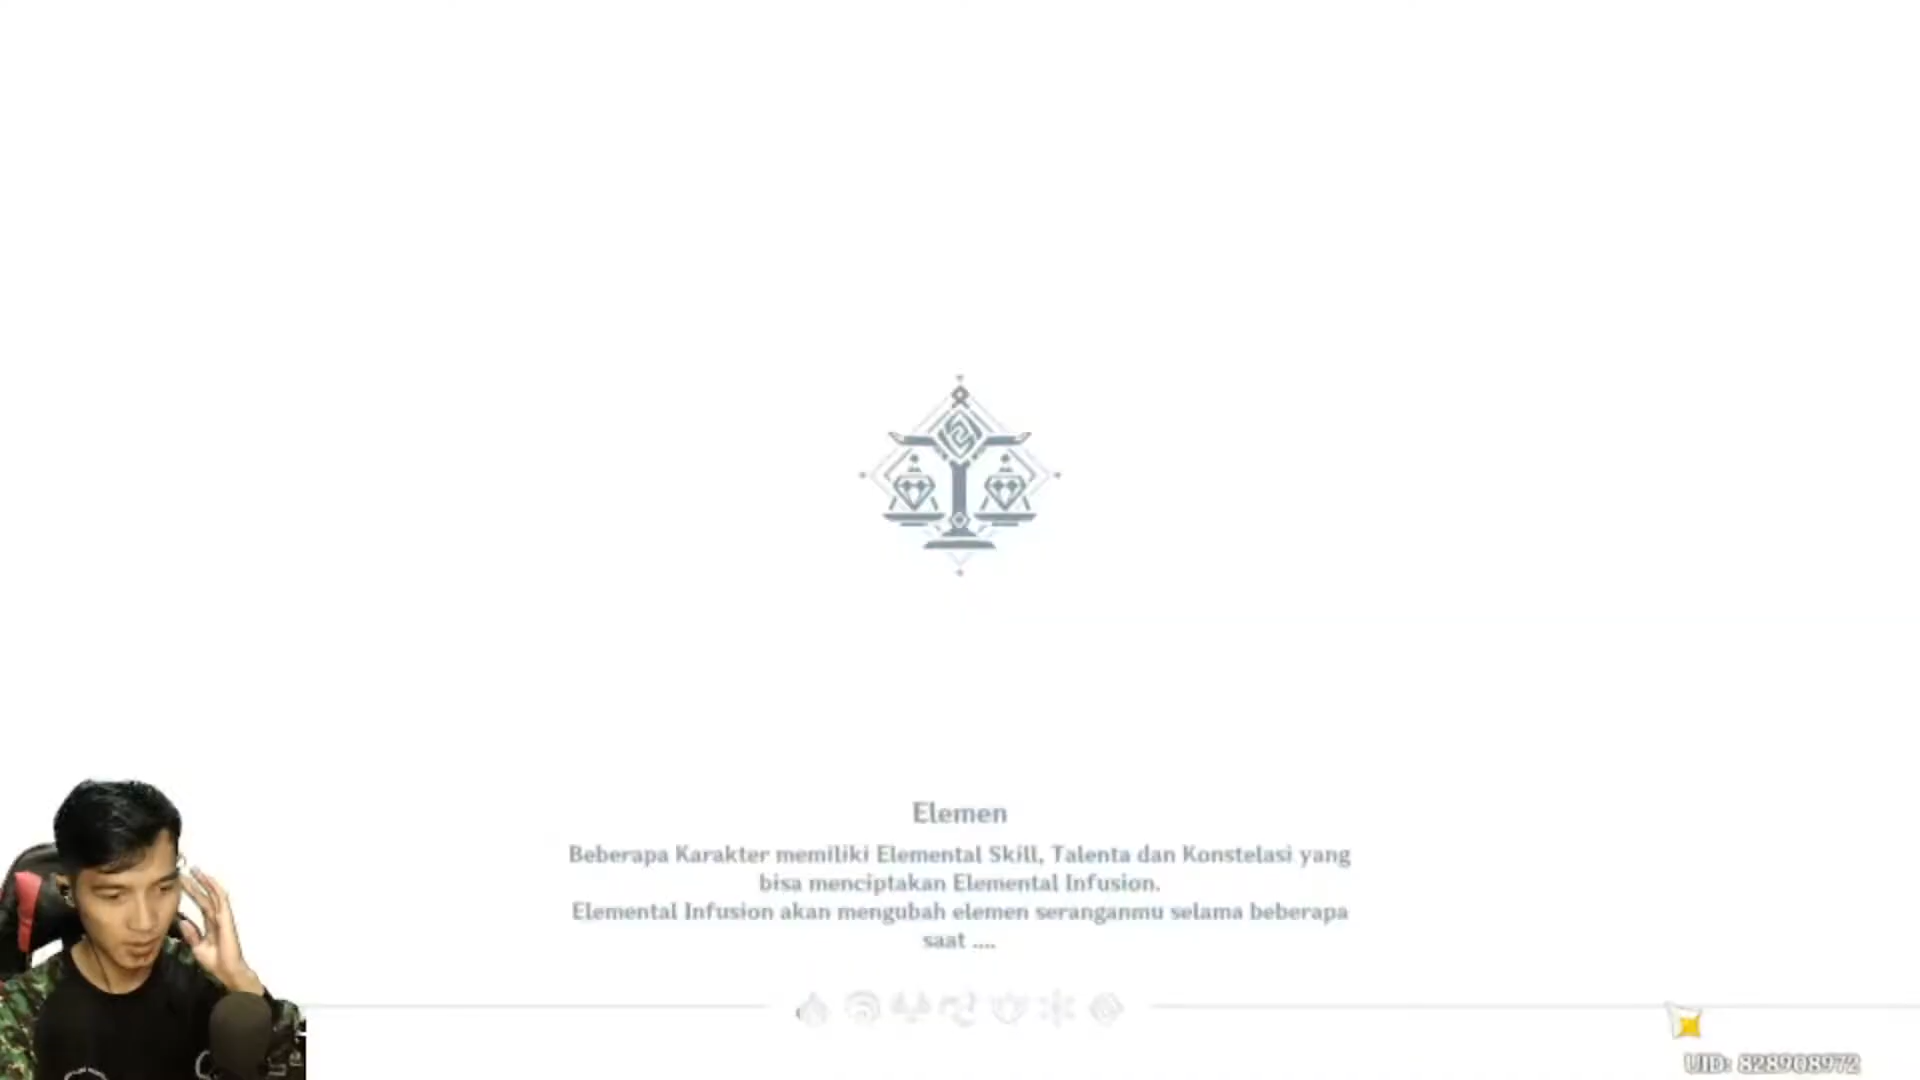 Elemen
Beberapa Karakter memiliki Elemental Skill, Talenta dan Konstelasi yang
bisa menciptakan Elemental Infusion.
Elemental Infusion akan mengubah elemen seranganmu selama beberapa
saat ....
UID: 828908972